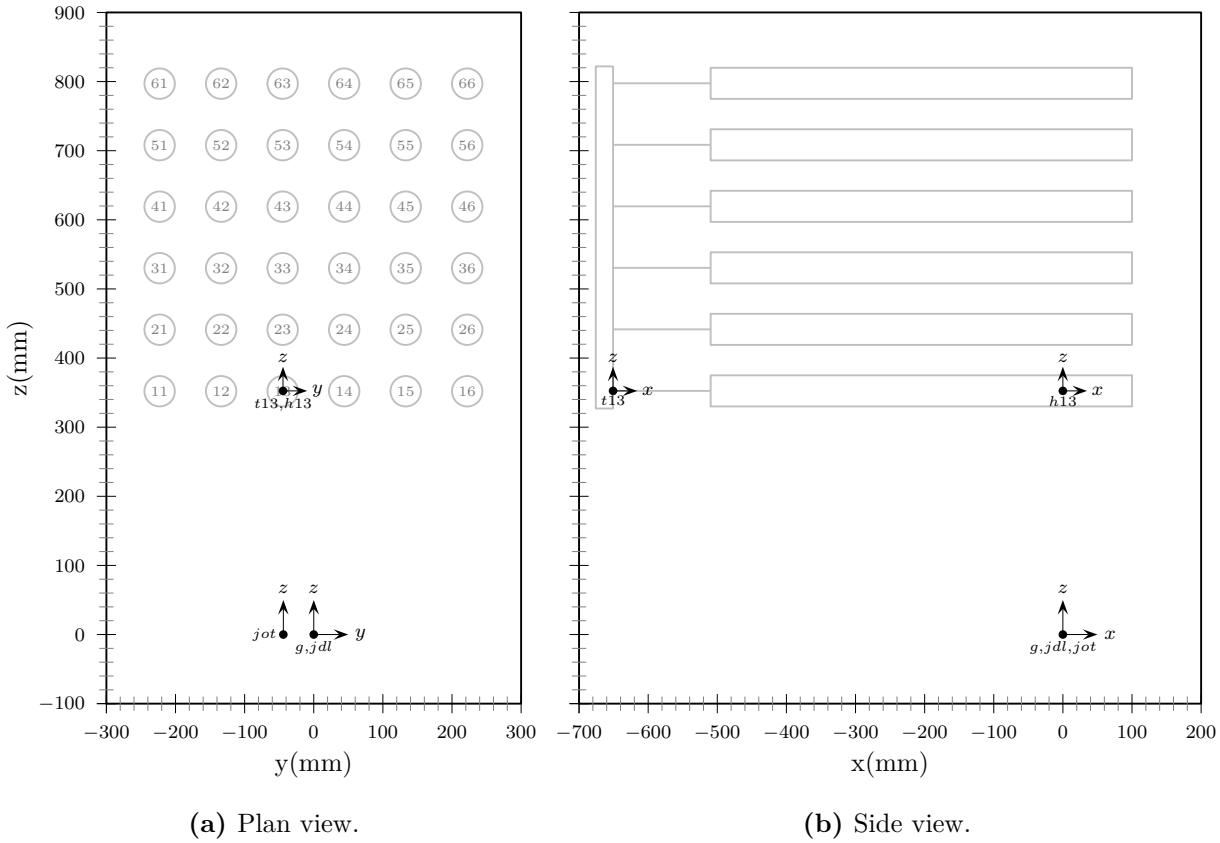 900
800
700
600
500
400
300
200
100
0
−100
z(mm)
61 62 63 64 65 66
51 52 53 54 55 56
41 42 43 44 45 46
31 32 33 34 35 36
21 22 23 24 25 26
z
11 12 13 14 15 16
y
t13,h13
z z
jot y
g,jdl
−300 −200 −100 0 100 200 300
y(mm)
(a) Plan view.
z z
x x
t13 h13
z
x
g,jdl,jot
−700 −600 −500 −400 −300 −200 −100 0 100 200
x(mm)
(b) Side view.